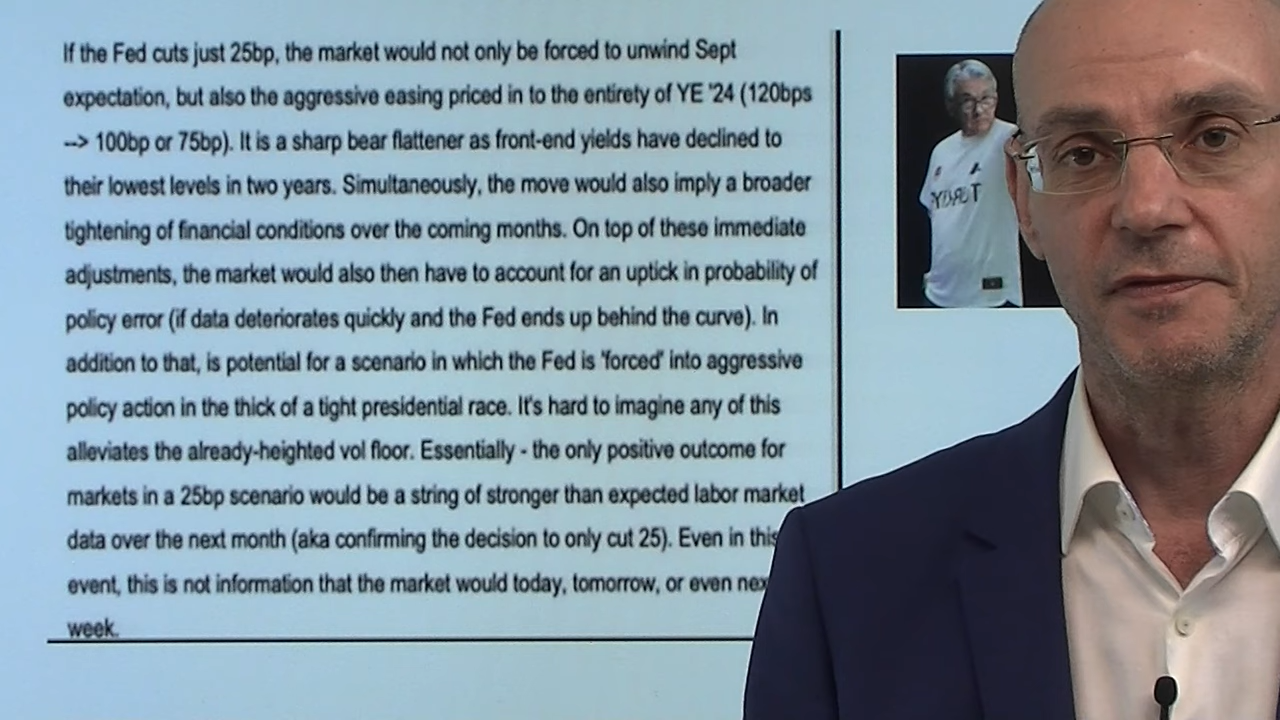 If the Fed cuts just 25bp, the market would not only be forced to unwind Sept
expectation, but also the aggressive easing priced in to the entirety of YE '24 (120bps
--> 100bp or 75bp). It is a sharp bear flattener as front-end yields have declined to
their lowest levels in two years. Simultaneously, the move would also imply a broader
tightening of financial conditions over the coming months. On top of these immediate
adjustments, the market would also then have to account for an uptick in probability of
policy error (if data deteriorates quickly and the Fed ends up behind the curve). In
addition to that, is potential for a scenario in which the Fed is 'forced' into aggressive
policy action in the thick of a tight presidential race. It's hard to imagine any of this
alleviates the already-heighted vol floor. Essentially - the only positive outcome for
markets in a 25bp scenario would be a string of stronger than expected labor market
data over the next month (aka confirming the decision to only cut 25). Even in this
event, this is not information that the market would today, tomorrow, or even nex
week.